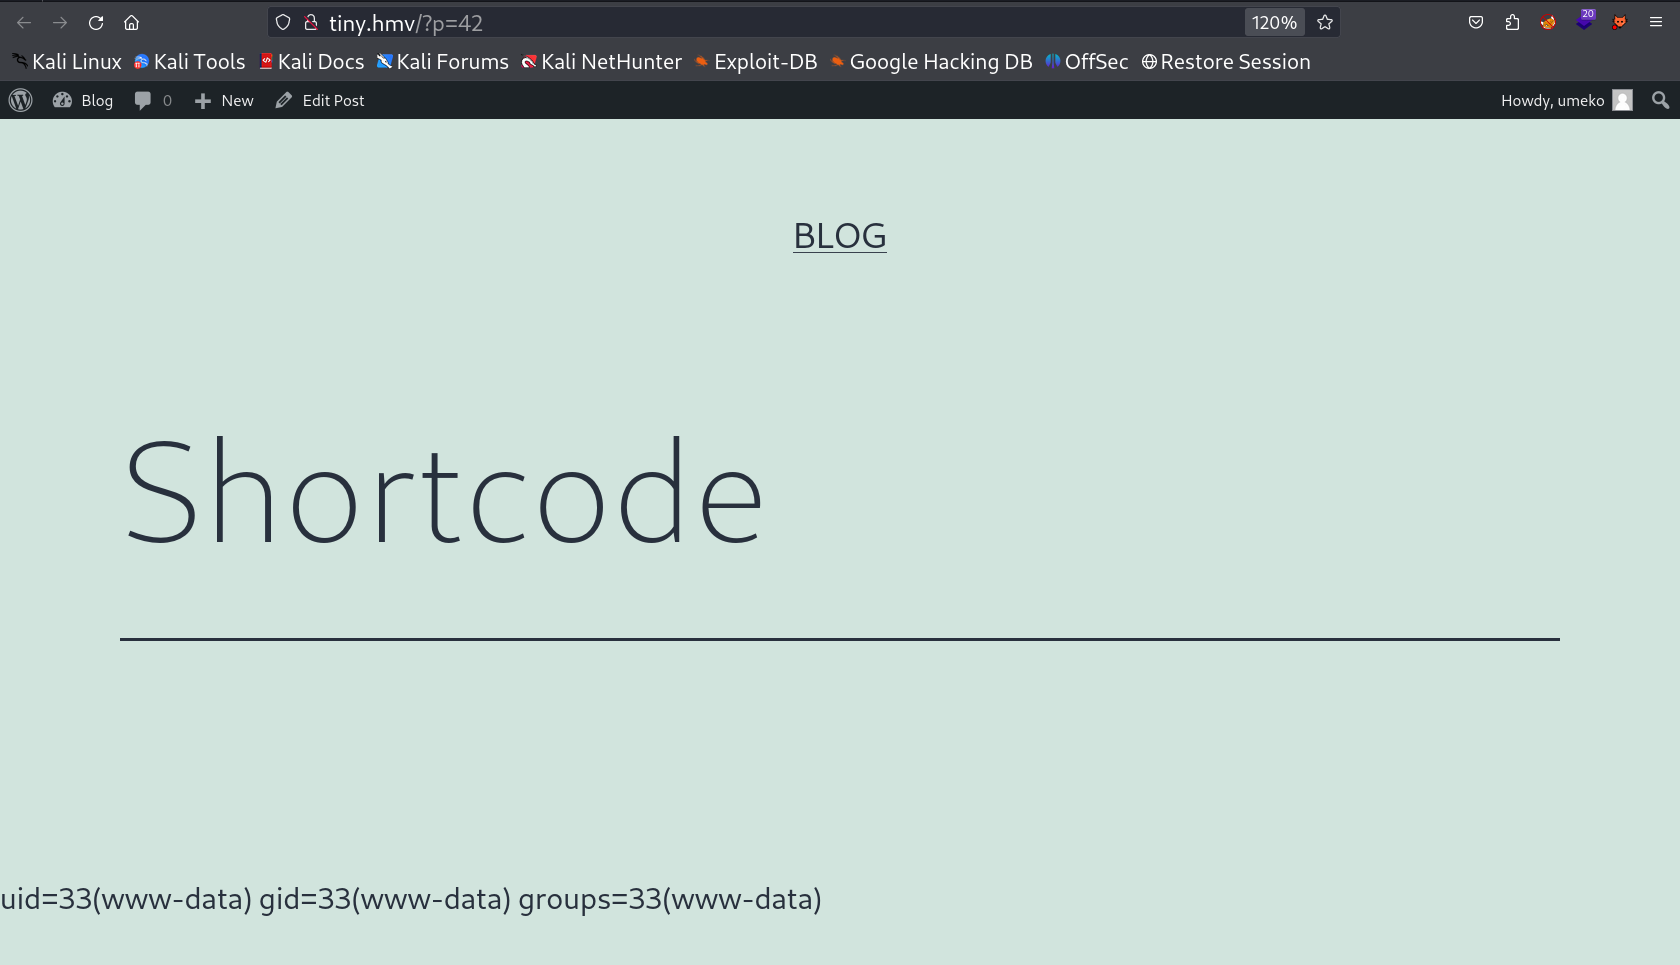 tiny.hmv/?p=42 120% 20
Kali Linux Kali Tools Kali Docs Kali Forums Kali NetHunter Exploit-DB Google Hacking DB OffSec Restore Session
Blog 0 New Edit Post Howdy, umeko
BLOG
Shortcode
uid=33(www-data) gid=33(www-data) groups=33(www-data)